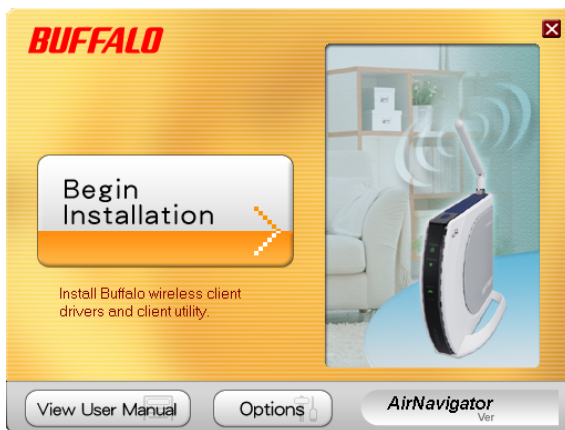 BUFFALO
Begin
Installation
Install Buffalo wireless client
drivers and client utility.
View User Manual
Options
AirNavigator
Ver